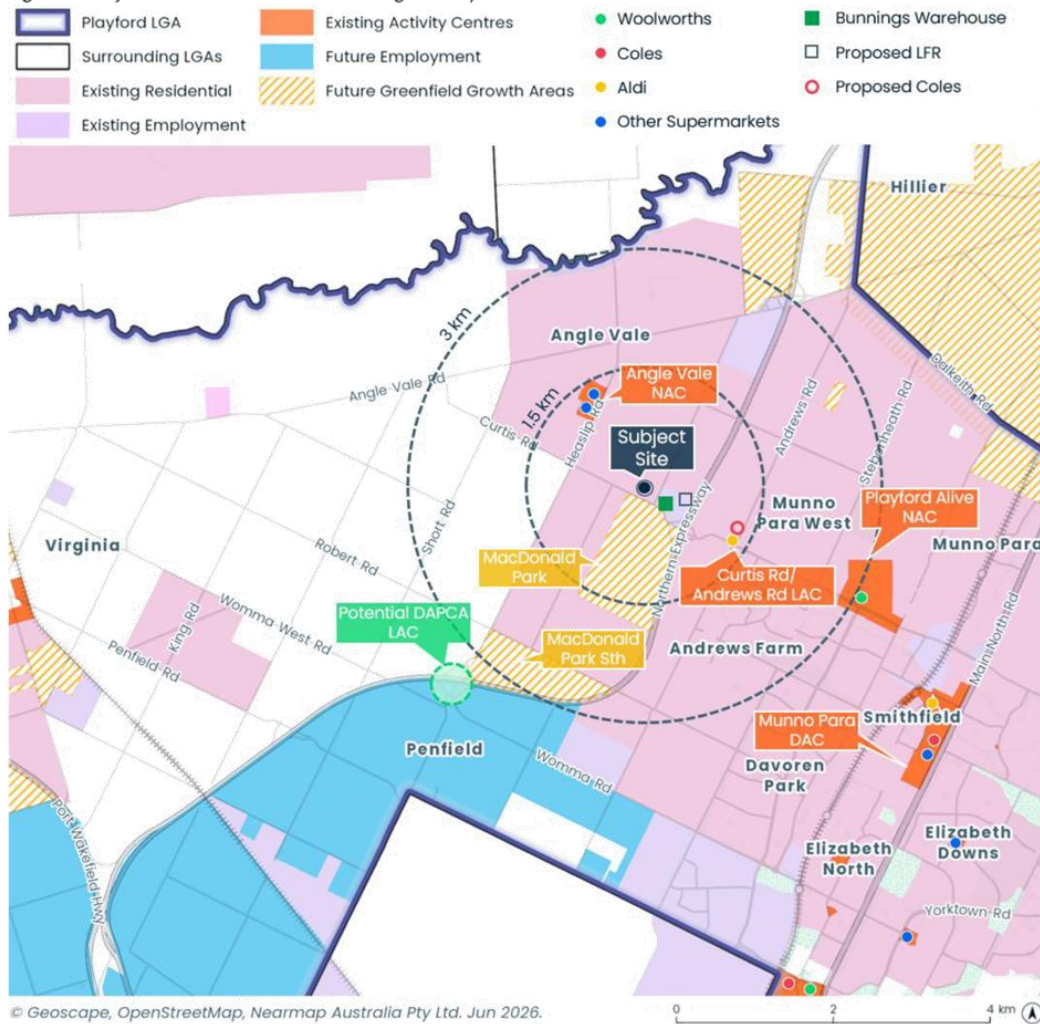 Playford LGA
Surrounding LGAs
Existing Residential
Existing Employment
Existing Activity Centres
Future Employment
Future Greenfield Growth Areas
Woolworths
Coles
Aldi
Other Supermarkets
Bunnings Warehouse
Proposed LFR
Proposed Coles
Hillier
3 km
Angle Vale
Dalkeith Rd
Angle Vale Rd
Angle Vale
NAC
1.5 km
Andrews Rd
Stebonheath Rd
Curtis Rd
Heaslip Rd
Subject
Site
Munno
Para West
Playford Alive
NAC
Short Rd
Northern Expressway
Virginia
Munno Para
Robert Rd
MacDonald
Park
Curtis Rd/
Andrews Rd LAC
Womma West Rd
King Rd
Potential DAPCA
LAC
Main North Rd
Penfield Rd
MacDonald
Park Sth
Andrews Farm
Munno Para
DAC
Smithfield
Penfield
Womma Rd
Davoren
Park
Port Wakefield Hwy
Elizabeth
North
Elizabeth
Downs
Yorktown Rd
© Geoscape, OpenStreetMap, Nearmap Australia Pty Ltd. Jun 2026.
0 2 4 km